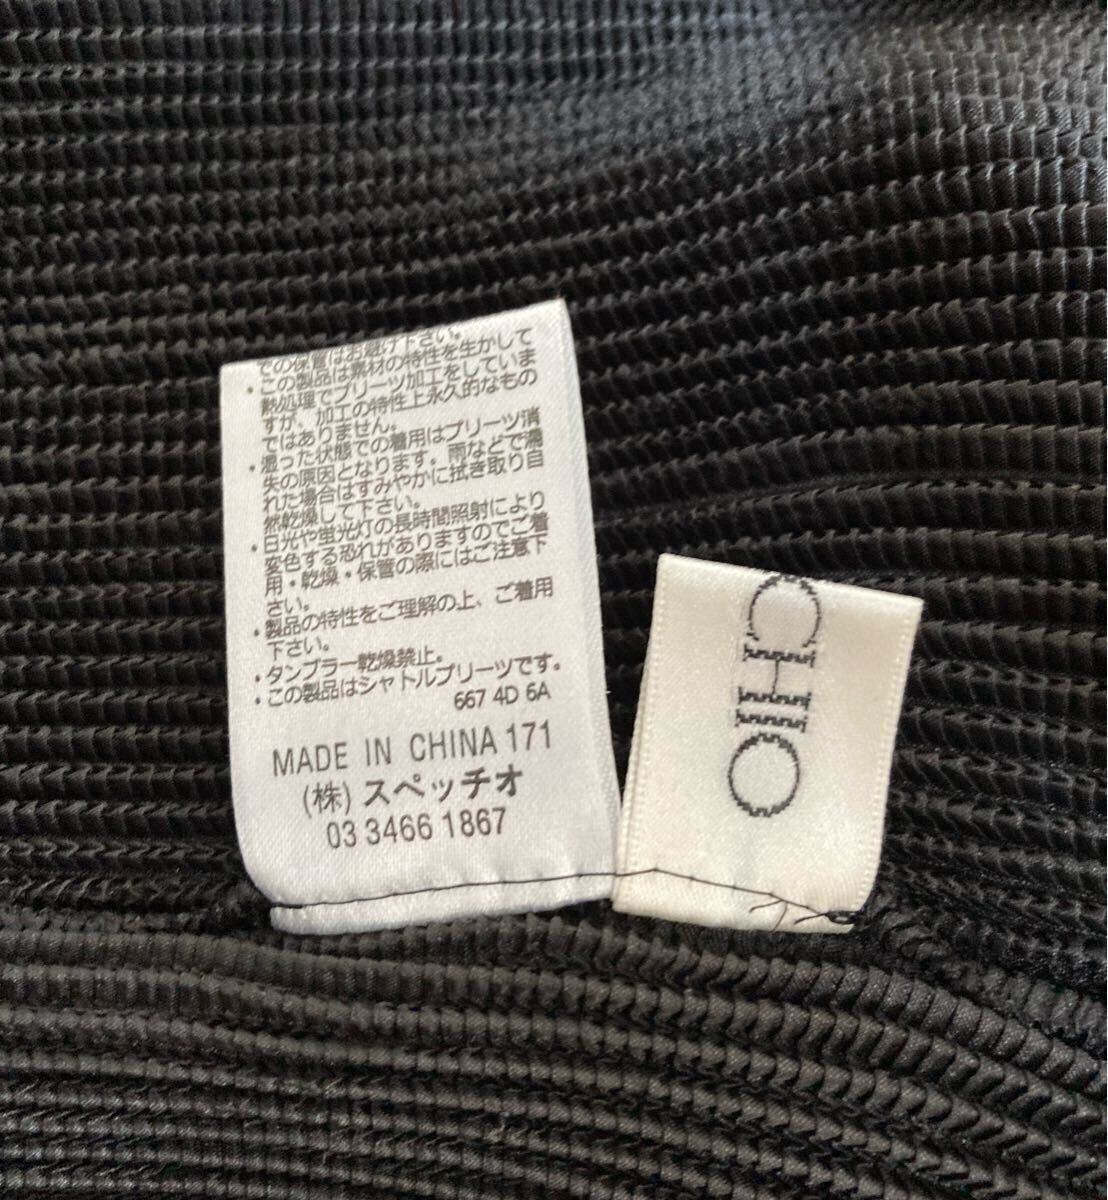 での保管はお避け下さい。
・この製品は素材の特性を生かして
熱処理でプリーツ加工をしていま
すが、加工の特性上永久的なもの
ではありません。
・湿った状態での着用はプリーツ消
失の原因となります。雨などで濡
れた場合はすみやかに拭き取り自
然乾燥して下さい。
・日光や蛍光灯の長時間照射により
変色する恐れがありますのでご着
用・乾燥・保管の際にはご注意下
さい。
・製品の特性をご理解の上、ご着用
下さい。
・タンブラー乾燥禁止。
・この製品はシャトルプリーツです。
667 4D 6A
MADE IN CHINA 171
(株) スペッチオ
03 3466 1867
CHIO